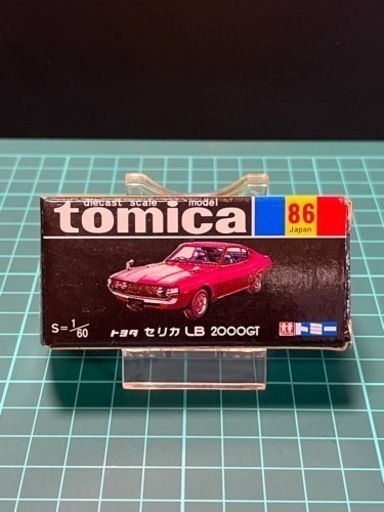 diecast scale model
tomica
86
Japan
S=1/60
トヨタ セリカ LB 2000GT
トミー